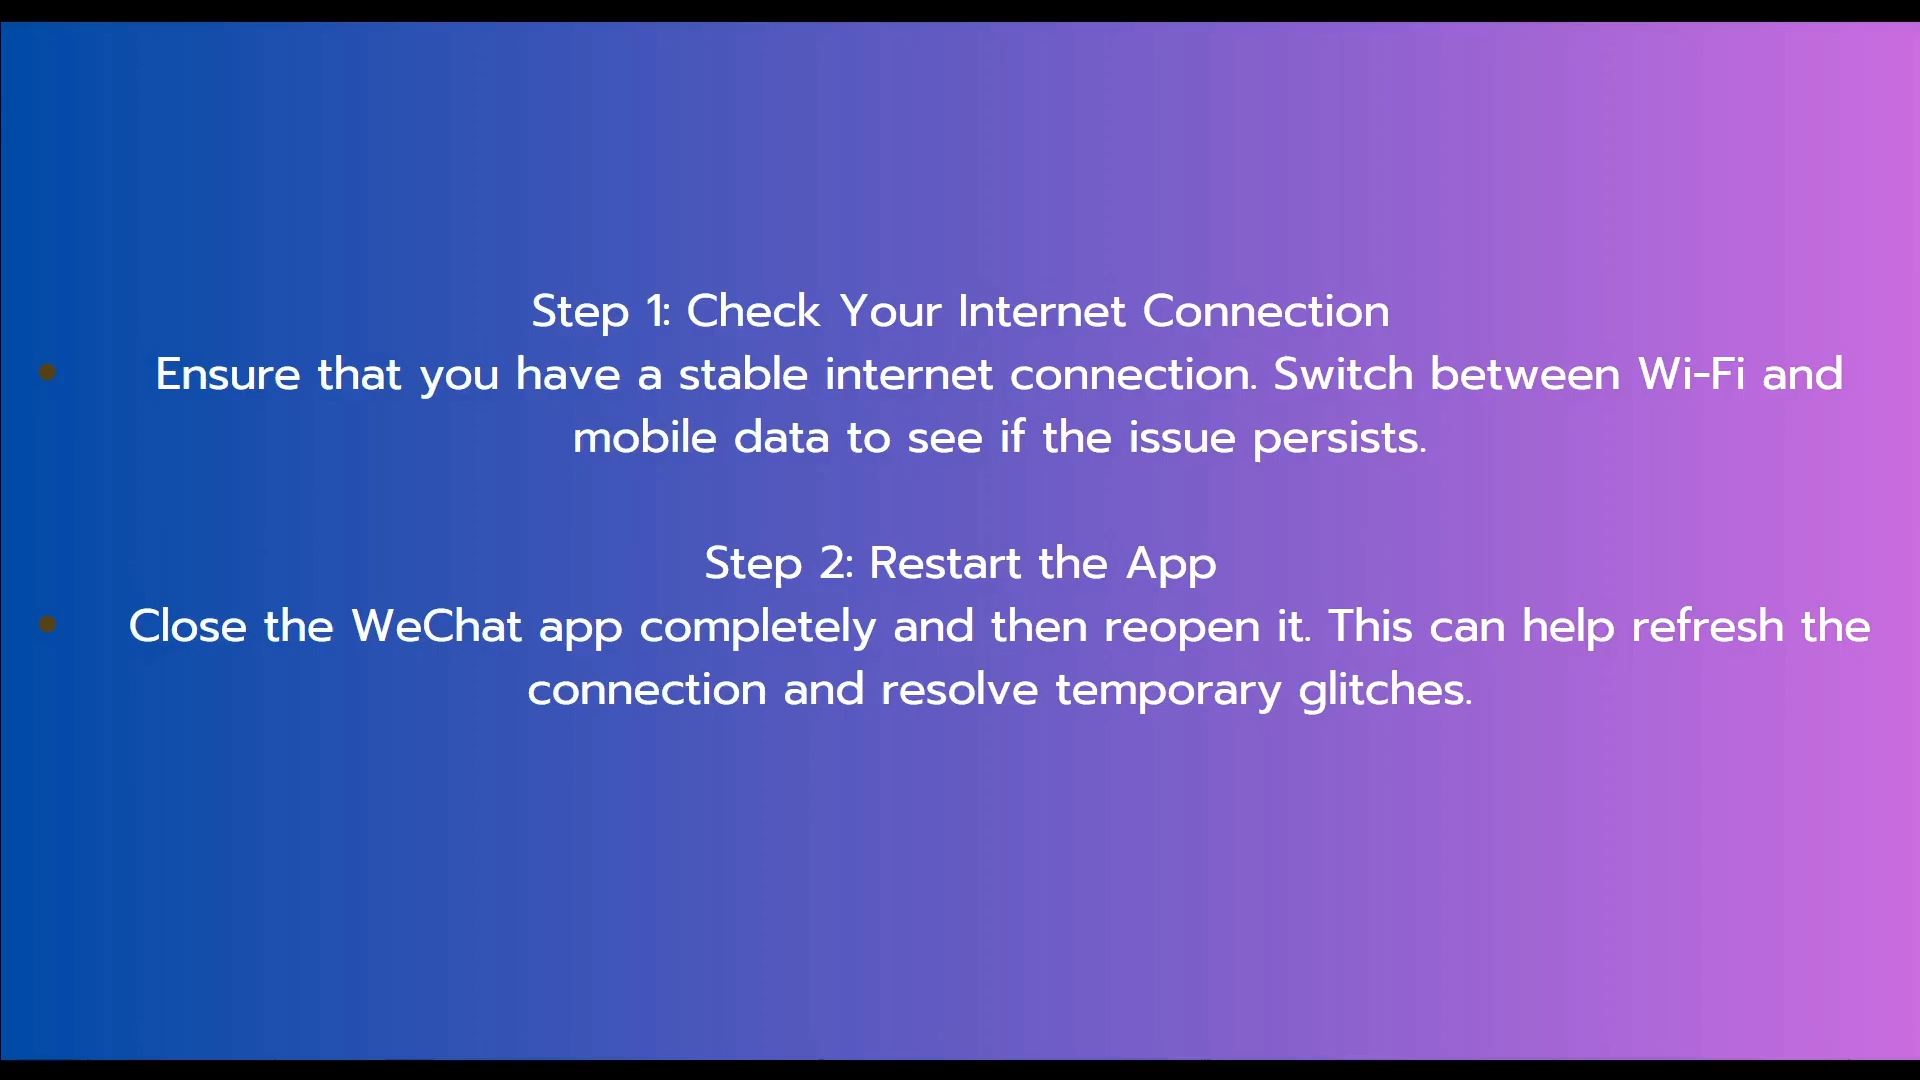 Step 1: Check Your Internet Connection
• Ensure that you have a stable internet connection. Switch between Wi-Fi and
mobile data to see if the issue persists.
Step 2: Restart the App
• Close the WeChat app completely and then reopen it. This can help refresh the
connection and resolve temporary glitches.